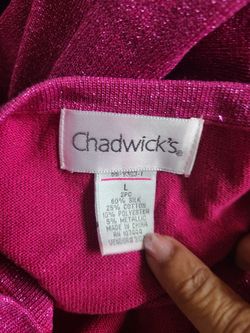 Chadwick's®
L
2PC
60% SILK
25% COTTON
10% POLYESTER
5% METALLIC
MADE IN CHINA